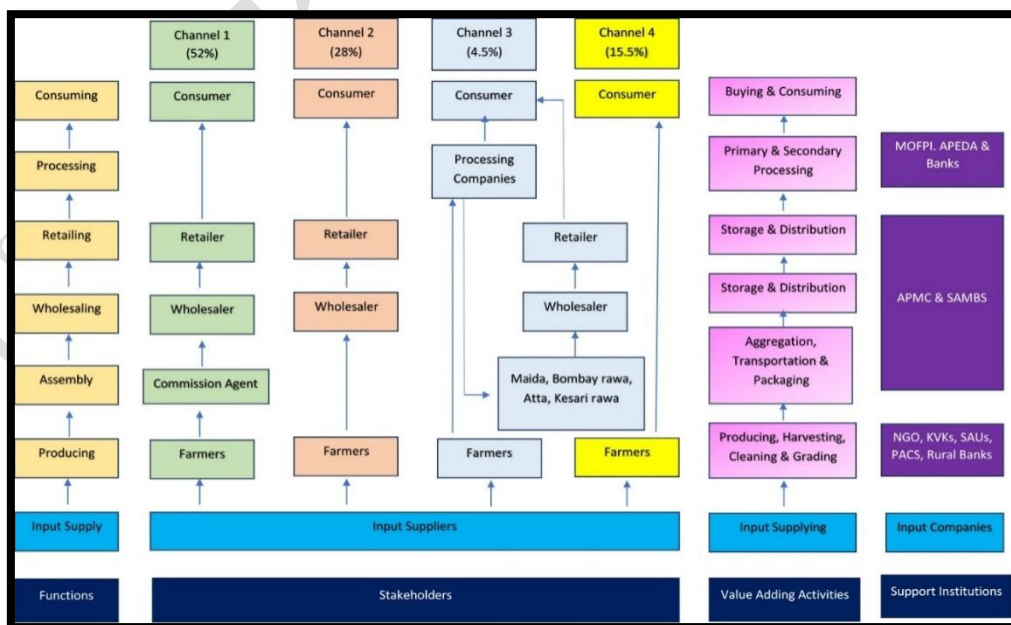 Channel 1
(52%)
Channel 2
(28%)
Channel 3
(4.5%)
Channel 4
(15.5%)
Consuming
Consumer
Consumer
Consumer
Consumer
Buying & Consuming
Processing
Processing
Companies
Primary & Secondary
Processing
MOFPI. APEDA &
Banks
Retailing
Retailer
Retailer
Retailer
Storage & Distribution
Wholesaling
Wholesaler
Wholesaler
Wholesaler
Storage & Distribution
APMC & SAMBS
Assembly
Commission Agent
Maida, Bombay rawa,
Atta, Kesari rawa
Aggregation,
Transportation &
Packaging
Producing
Farmers
Farmers
Farmers
Farmers
Producing, Harvesting,
Cleaning & Grading
NGO, KVKs, SAUs,
PACS, Rural Banks
Input Supply
Input Suppliers
Input Supplying
Input Companies
Functions
Stakeholders
Value Adding Activities
Support Institutions